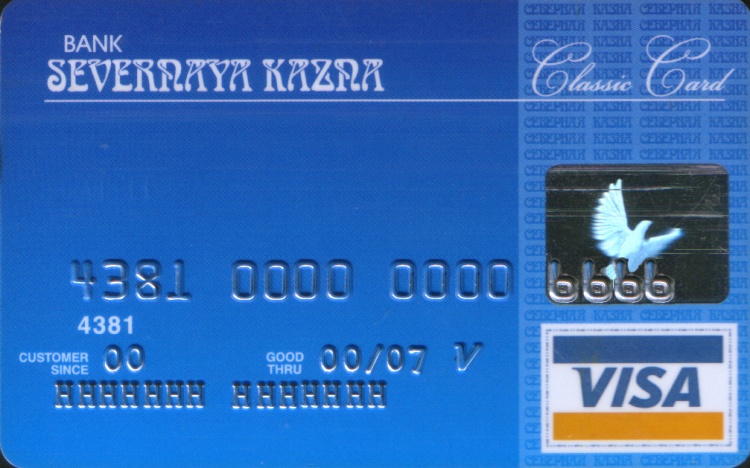 BANK
SEVERNAYA KAZNA
Classic Card
4381 0000 0000 6666
4381
CUSTOMER SINCE 00 GOOD THRU 00/07 V
HHHHHHH HHHHHHH
VISA
СЕВЕРНАЯ КАЗНА